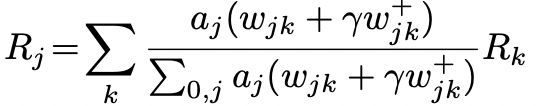 $R_j = \sum_k \frac{a_j(w_{jk} + \gamma w_{jk}^+)}{\sum_{0,j} a_j(w_{jk} + \gamma w_{jk}^+)} R_k$